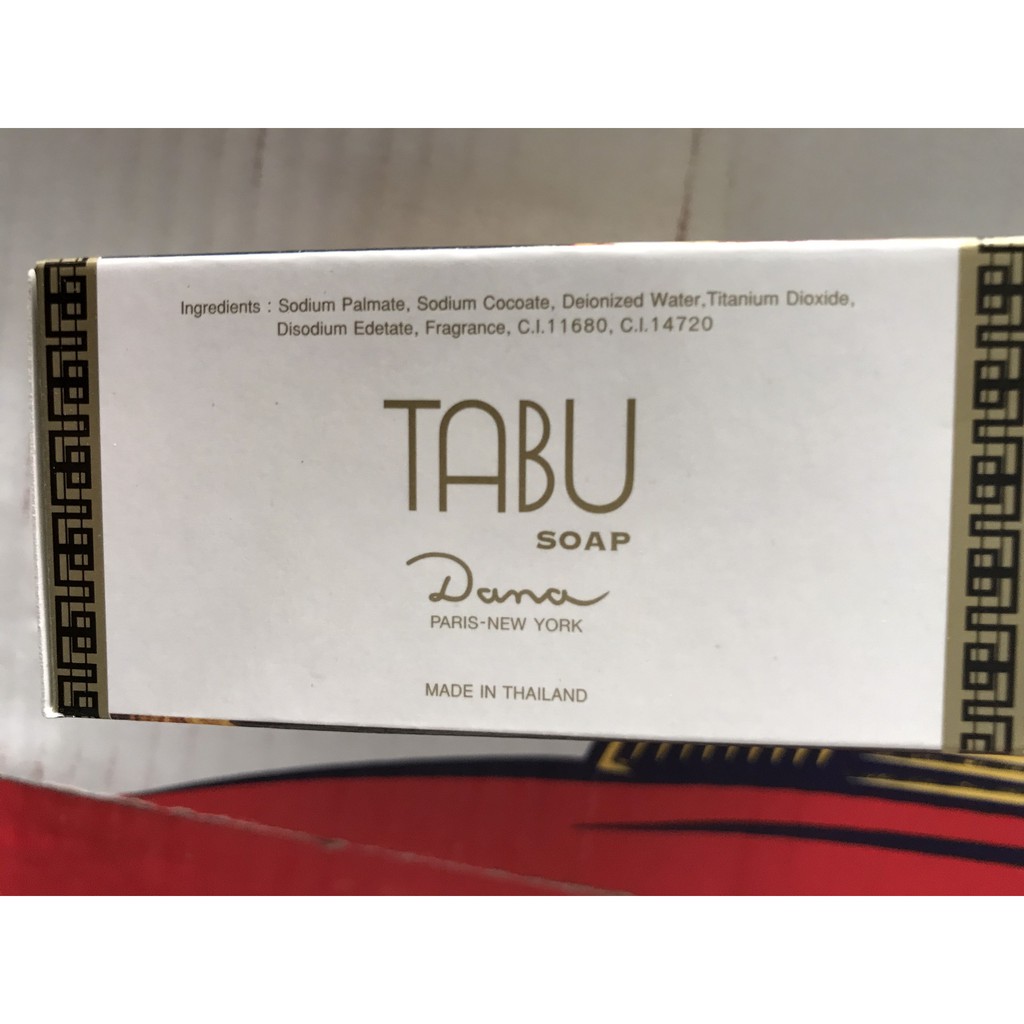 Ingredients : Sodium Palmate, Sodium Cocoate, Deionized Water,Titanium Dioxide,
Disodium Edetate, Fragrance, C.I.11680, C.I.14720
TABU
SOAP
Dana
PARIS-NEW YORK
MADE IN THAILAND